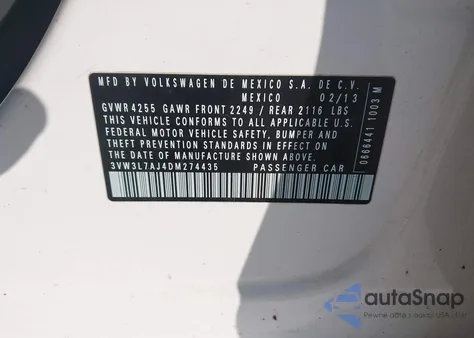 MFD BY VOLKSWAGEN DE MEXICO S.A. DE C.V.
MEXICO 02/13
GVWR 4255 GAWR FRONT 2249 / REAR 2116 LBS
THIS VEHICLE CONFORMS TO ALL APPLICABLE U.S.
FEDERAL MOTOR VEHICLE SAFETY, BUMPER AND
THEFT PREVENTION STANDARDS IN EFFECT ON THE
DATE OF MANUFACTURE SHOWN ABOVE.
3VW3L7AJ4DM274435 PASSENGER CAR
0666441 1003 M
autoSnap